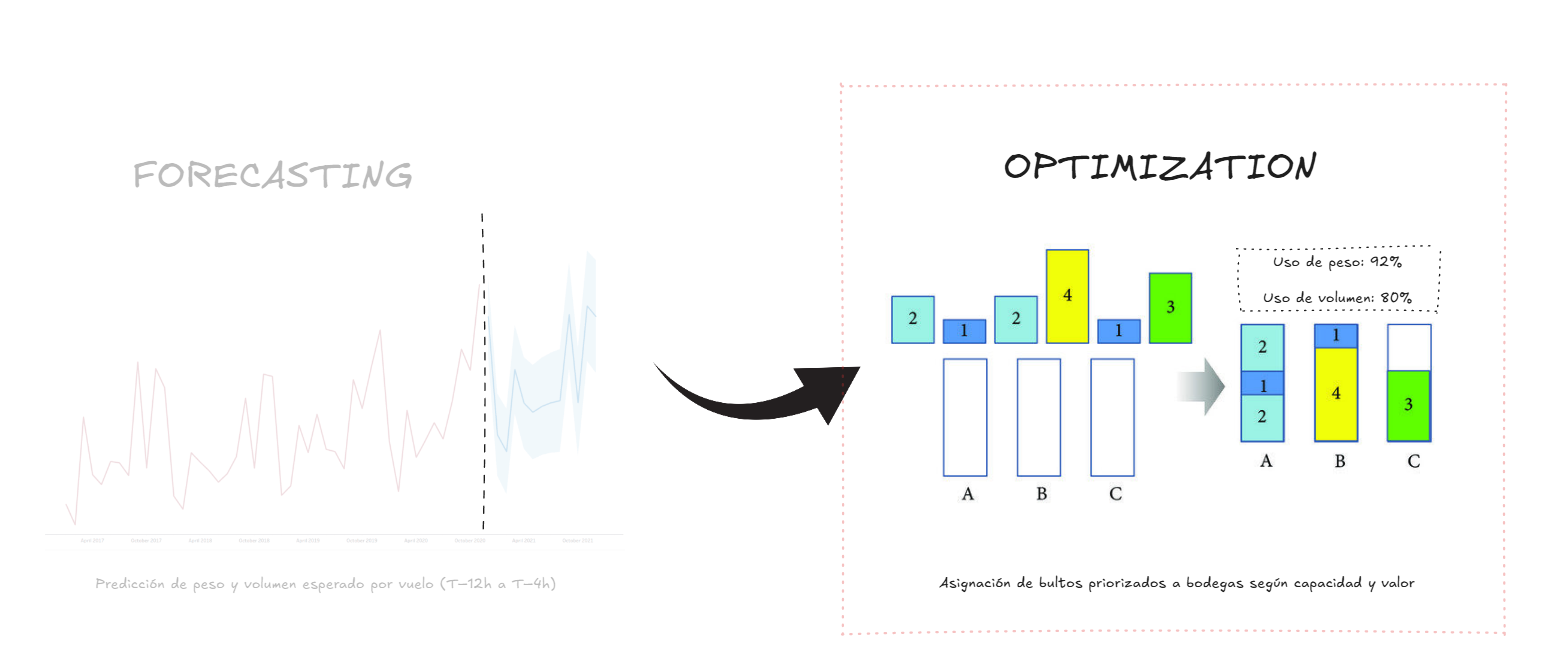 FORECASTING
April 2017 October 2017 April 2018 October 2018 April 2019 October 2019 April 2020 October 2020 April 2021 October 2021
Predicción de peso y volumen esperado por vuelo (T–12h a T–4h)
OPTIMIZATION
2 1 2 4 1 3
A B C
Uso de peso: 92%
Uso de volumen: 80%
2 1
1 4 3
2
A B C
Asignación de bultos priorizados a bodegas según capacidad y valor